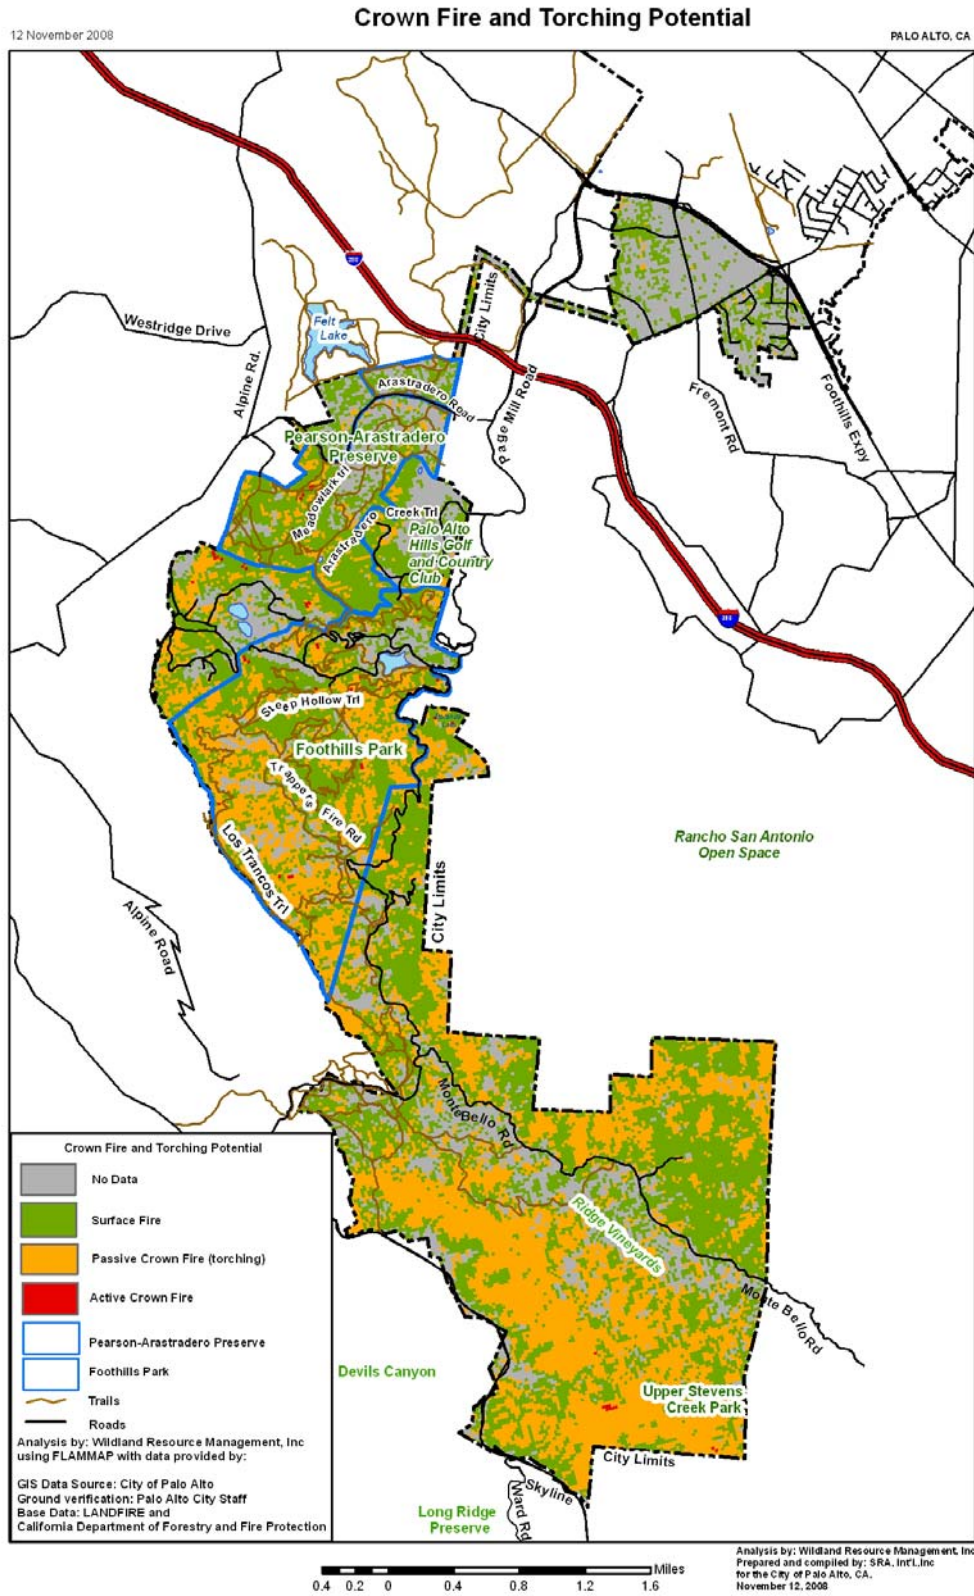 Crown Fire and Torching Potential
12 November 2008
PALO ALTO, CA
280
City Limits
Westridge Drive
Felt
Lake
Alpine Rd.
Arastradero Road
Page Mill Road
Fremont Rd
Foothills Expy
Pearson-Arastradero
Preserve
Meadowlark trl
Arastradero
Creek Trl
Palo Alto
Hills Golf
and Country
Club
280
Steep Hollow Trl
Foothills Park
Trappers
Fire Rd
Los Trancos Trl
City Limits
Rancho San Antonio
Open Space
Alpine Road
Monte Bello Rd
Ridge Vineyards
Monte Bello Rd
Devils Canyon
Upper Stevens
Creek Park
City Limits
Skyline
Ward Rd
Long Ridge
Preserve
Crown Fire and Torching Potential
No Data
Surface Fire
Passive Crown Fire (torching)
Active Crown Fire
Pearson-Arastradero Preserve
Foothills Park
Trails
Roads
Analysis by: Wildland Resource Management, Inc
using FLAMMAP with data provided by:
GIS Data Source: City of Palo Alto
Ground verification: Palo Alto City Staff
Base Data: LANDFIRE and
California Department of Forestry and Fire Protection
Miles
0.4 0.2 0 0.4 0.8 1.2 1.6
Analysis by: Wildland Resource Management, Inc
Prepared and compiled by: SRA, Int'l.,Inc
for the City of Palo Alto, CA.
November 12, 2008